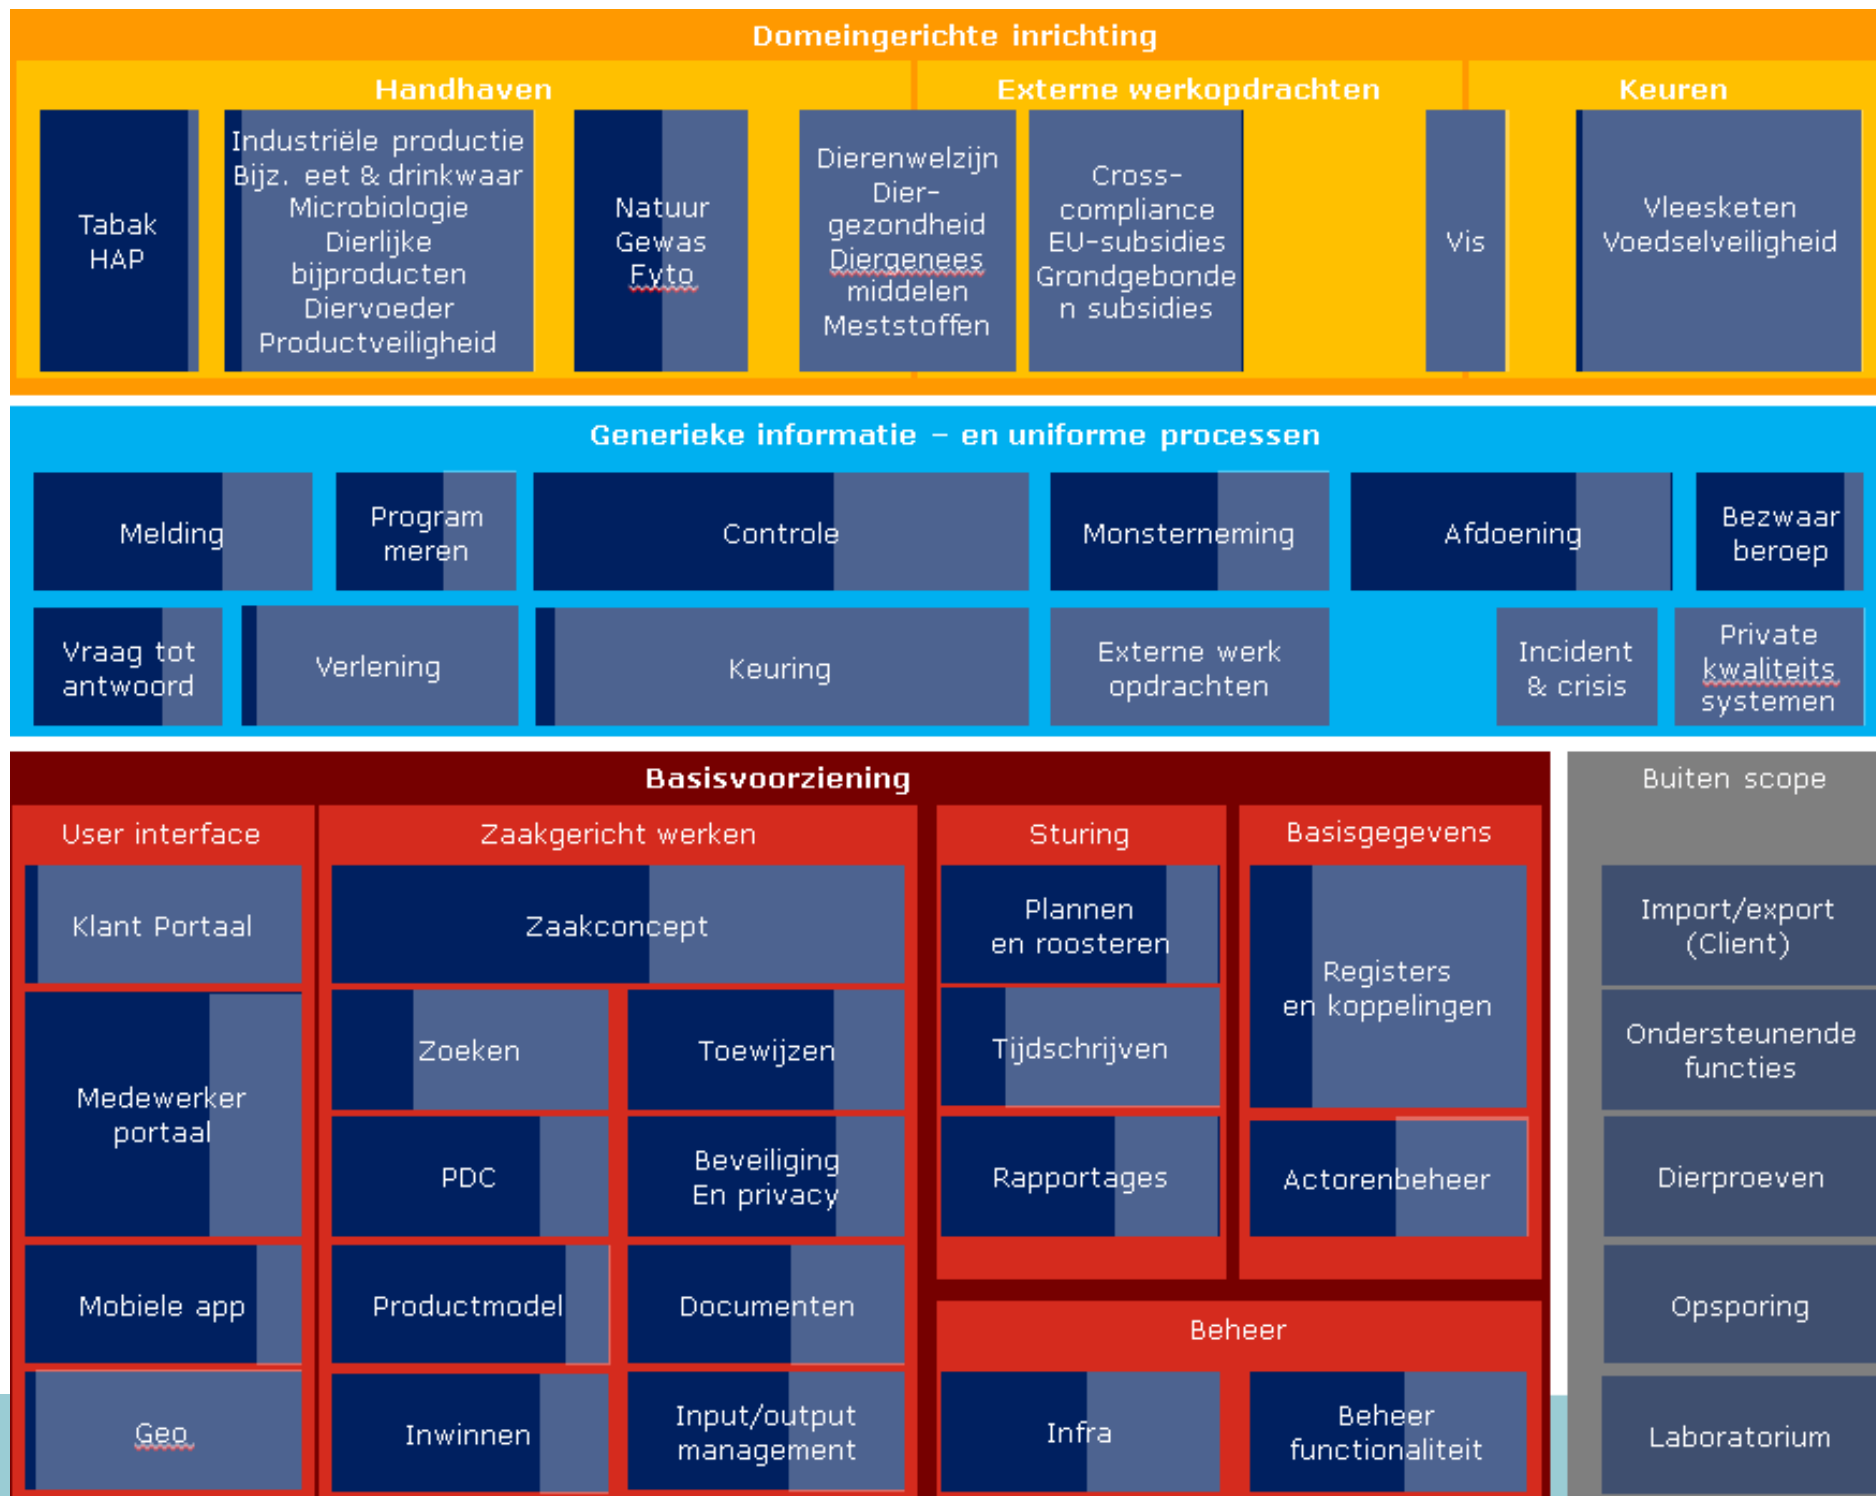 Domeingerichte inrichting
Handhaven
Externe werkopdrachten
Keuren
Tabak
HAP
Industriële productie
Bijz. eet & drinkwaar
Microbiologie
Dierlijke
bijproducten
Diervoeder
Productveiligheid
Natuur
Gewas
Fyto
Dierenwelzijn
Dier-
gezondheid
Diergenees
middelen
Meststoffen
Cross-
compliance
EU-subsidies
Grondgebonde
n subsidies
Vis
Vleesketen
Voedselveiligheid
Generieke informatie – en uniforme processen
Melding
Program
meren
Controle
Monsterneming
Afdoening
Bezwaar
beroep
Vraag tot
antwoord
Verlening
Keuring
Externe werk
opdrachten
Incident
& crisis
Private
kwaliteits
systemen
Basisvoorziening
User interface
Klant Portaal
Medewerker
portaal
Mobiele app
Geo
Zaakgericht werken
Zaakconcept
Zoeken
Toewijzen
PDC
Beveiliging
En privacy
Productmodel
Documenten
Inwinnen
Input/output
management
Sturing
Plannen
en roosteren
Tijdschrijven
Rapportages
Basisgegevens
Registers
en koppelingen
Actorenbeheer
Beheer
Infra
Beheer
functionaliteit
Buiten scope
Import/export
(Client)
Ondersteunende
functies
Dierproeven
Opsporing
Laboratorium